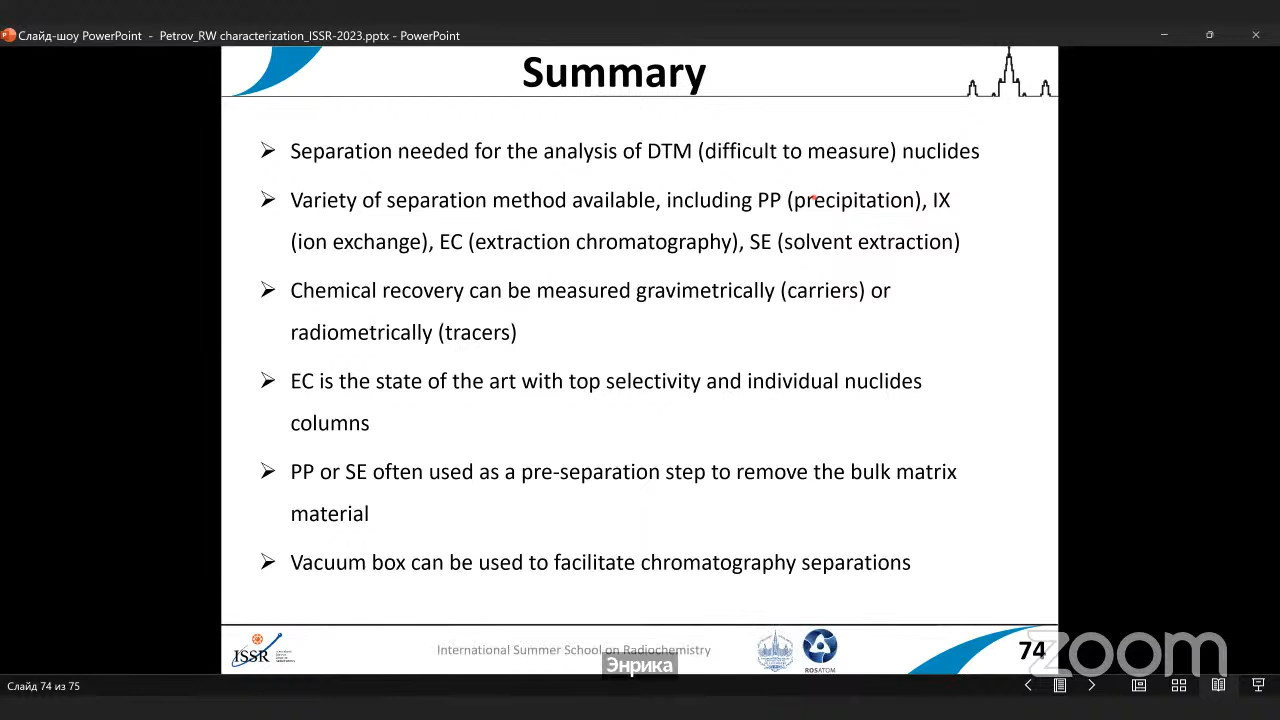 Слайд-шоу PowerPoint - Petrov_RW characterization_ISSR-2023.pptx - PowerPoint
Summary
Separation needed for the analysis of DTM (difficult to measure) nuclides
Variety of separation method available, including PP (precipitation), IX
(ion exchange), EC (extraction chromatography), SE (solvent extraction)
Chemical recovery can be measured gravimetrically (carriers) or
radiometrically (tracers)
EC is the state of the art with top selectivity and individual nuclides
columns
PP or SE often used as a pre-separation step to remove the bulk matrix
material
Vacuum box can be used to facilitate chromatography separations
ISSR
International Summer School on Radiochemistry
ROSATOM
74
zoom
Энрика
Слайд 74 из 75